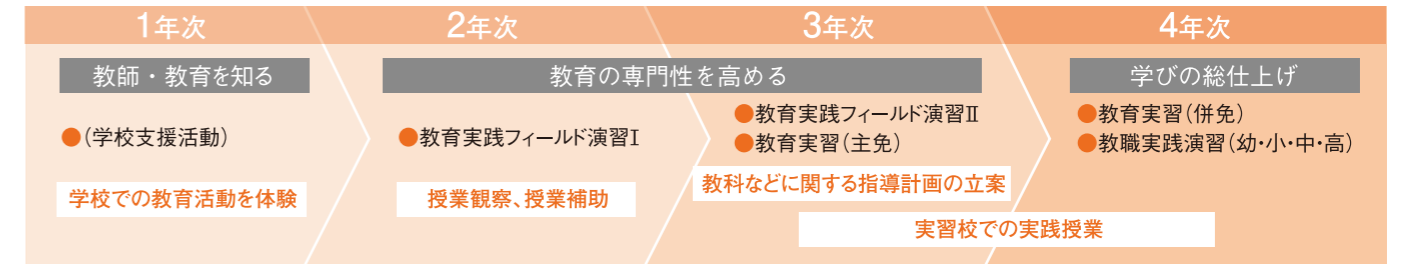 1年次
2年次
3年次
4年次
教師・教育を知る
教育の専門性を高める
学びの総仕上げ
●(学校支援活動)
●教育実践フィールド演習Ⅰ
●教育実践フィールド演習Ⅱ
●教育実習(主免)
●教育実習(併免)
●教職実践演習(幼・小・中・高)
学校での教育活動を体験
授業観察、授業補助
教科などに関する指導計画の立案
実習校での実践授業